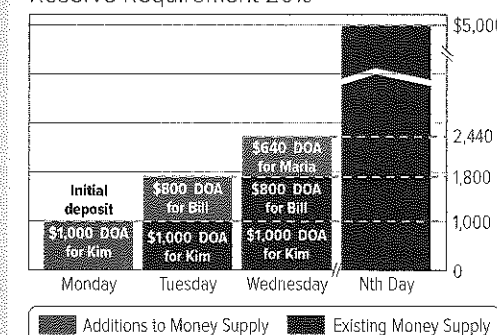 Reserve Requirement 20%
$5,000
2,440
1,800
1,000
0
Initial
deposit
$1,000 DOA
for Kim
$800 DOA
for Bill
$1,000 DOA
for Kim
$640 DOA
for Maria
$800 DOA
for Bill
$1,000 DOA
for Kim
Monday
Tuesday
Wednesday
Nth Day
Additions to Money Supply
Existing Money Supply